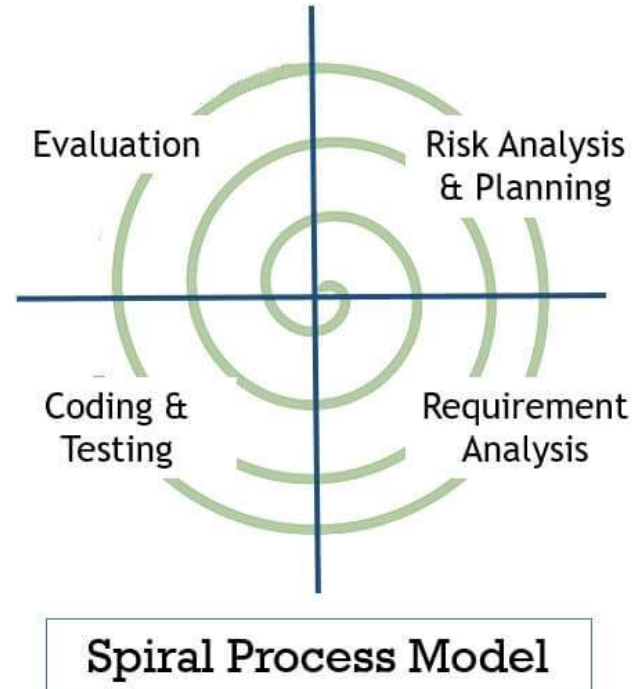 Evaluation
Risk Analysis
& Planning
Coding &
Testing
Requirement
Analysis
Spiral Process Model